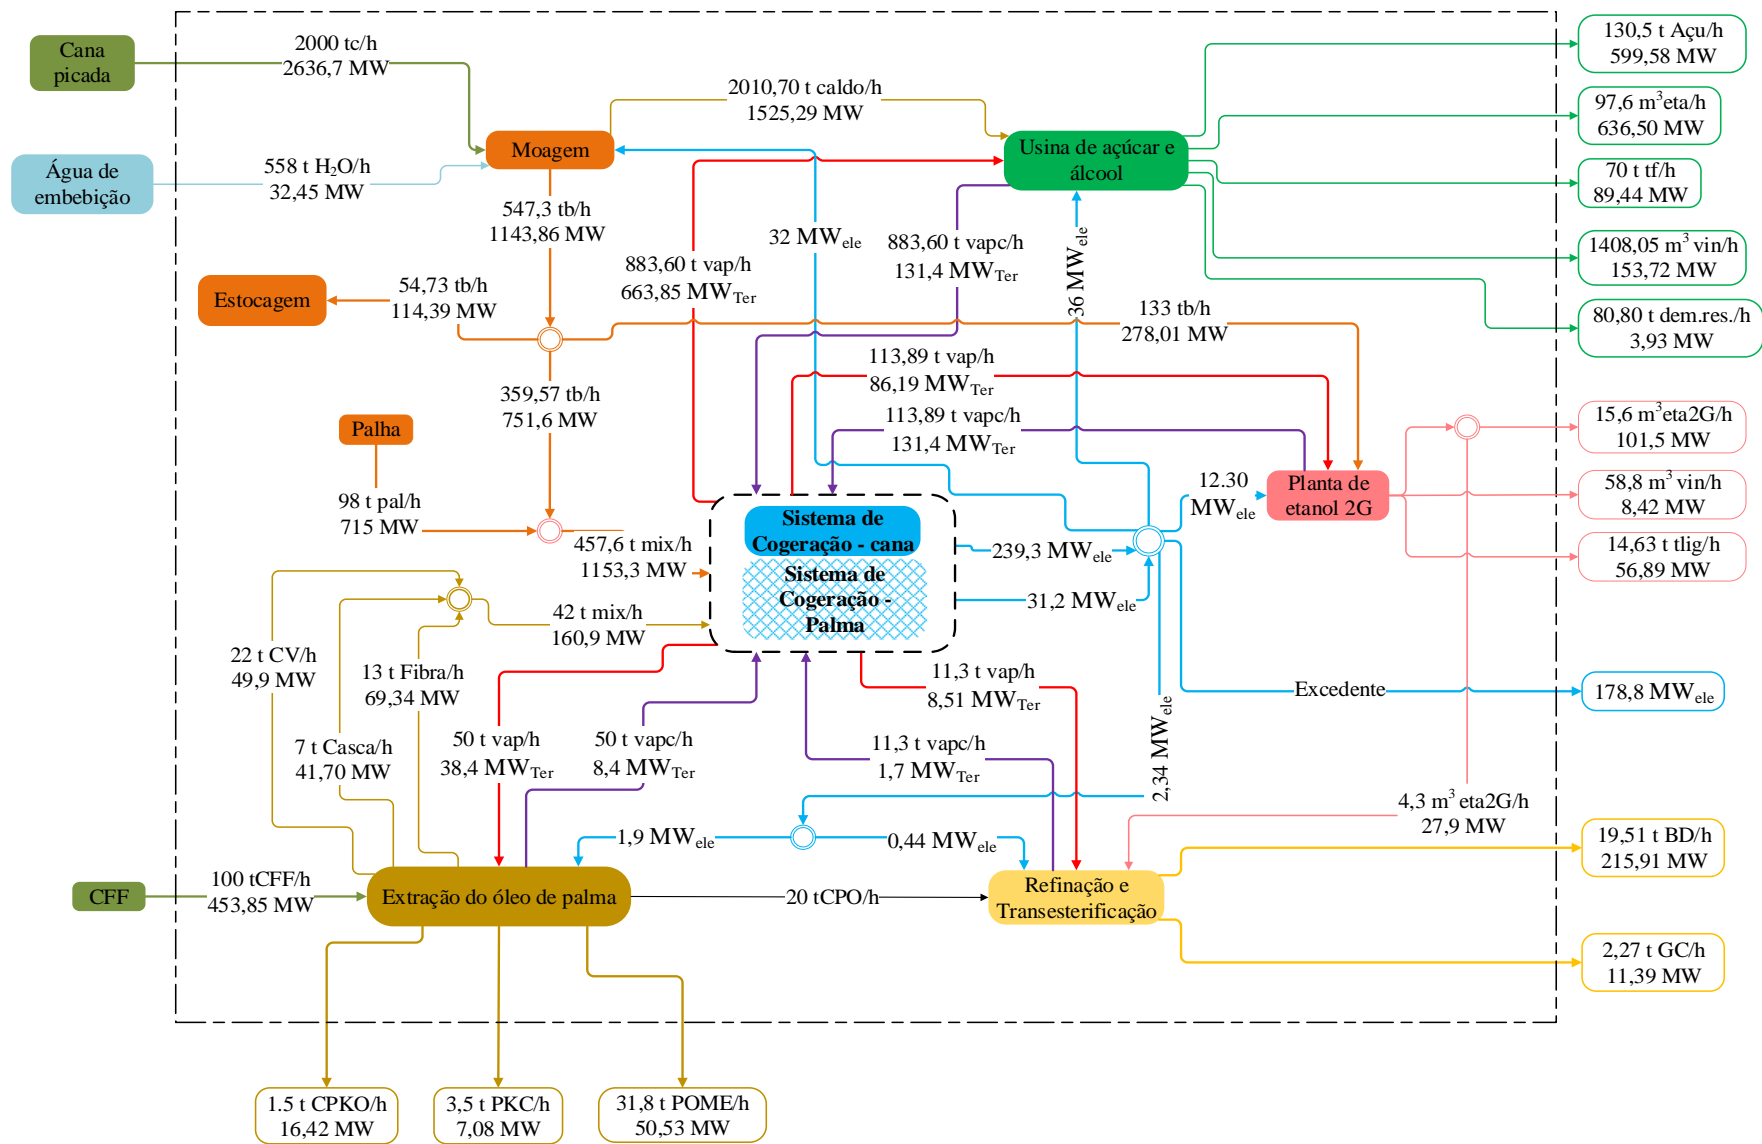 Cana
picada
2000 tc/h
2636,7 MW
Água de
embebição
558 t H₂O/h
32,45 MW
Moagem
2010,70 t caldo/h
1525,29 MW
Usina de açúcar e
álcool
130,5 t Açu/h
599,58 MW
97,6 m³eta/h
636,50 MW
70 t tf/h
89,44 MW
1408,05 m³ vin/h
153,72 MW
80,80 t dem.res./h
3,93 MW
547,3 tb/h
1143,86 MW
Estocagem
54,73 tb/h
114,39 MW
883,60 t vap/h
663,85 MWTer
32 MWele
883,60 t vapc/h
131,4 MWTer
36 MWele
133 tb/h
278,01 MW
359,57 tb/h
751,6 MW
113,89 t vap/h
86,19 MWTer
113,89 t vapc/h
131,4 MWTer
Palha
98 t pal/h
715 MW
457,6 t mix/h
1153,3 MW
Sistema de
Cogeração - cana
Sistema de
Cogeração -
Palma
239,3 MWele
31,2 MWele
12.30
MWele
Planta de
etanol 2G
15,6 m³eta2G/h
101,5 MW
58,8 m³ vin/h
8,42 MW
14,63 tlig/h
56,89 MW
42 t mix/h
160,9 MW
22 t CV/h
49,9 MW
13 t Fibra/h
69,34 MW
7 t Casca/h
41,70 MW
50 t vap/h
38,4 MWTer
50 t vapc/h
8,4 MWTer
11,3 t vap/h
8,51 MWTer
11,3 t vapc/h
1,7 MWTer
2,34 MWele
Excedente
178,8 MWele
4,3 m³ eta2G/h
27,9 MW
1,9 MWele
0,44 MWele
CFF
100 tCFF/h
453,85 MW
Extração do óleo de palma
20 tCPO/h
Refinação e
Transesterificação
19,51 t BD/h
215,91 MW
2,27 t GC/h
11,39 MW
1.5 t CPKO/h
16,42 MW
3,5 t PKC/h
7,08 MW
31,8 t POME/h
50,53 MW